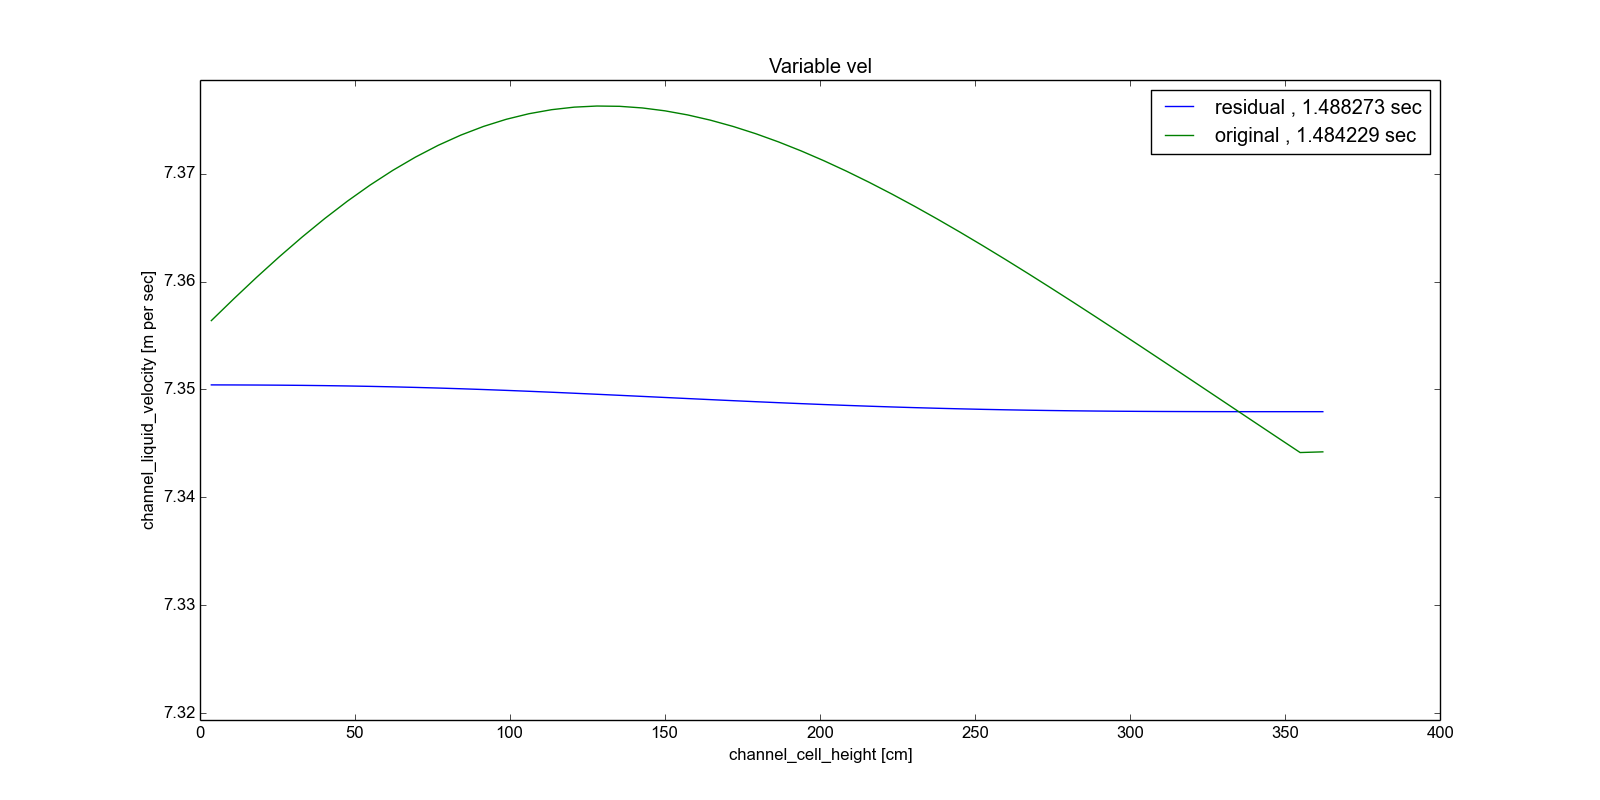 Variable vel
residual , 1.488273 sec
original , 1.484229 sec
channel_liquid_velocity [m per sec]
7.37
7.36
7.35
7.34
7.33
7.32
0 50 100 150 200 250 300 350 400
channel_cell_height [cm]